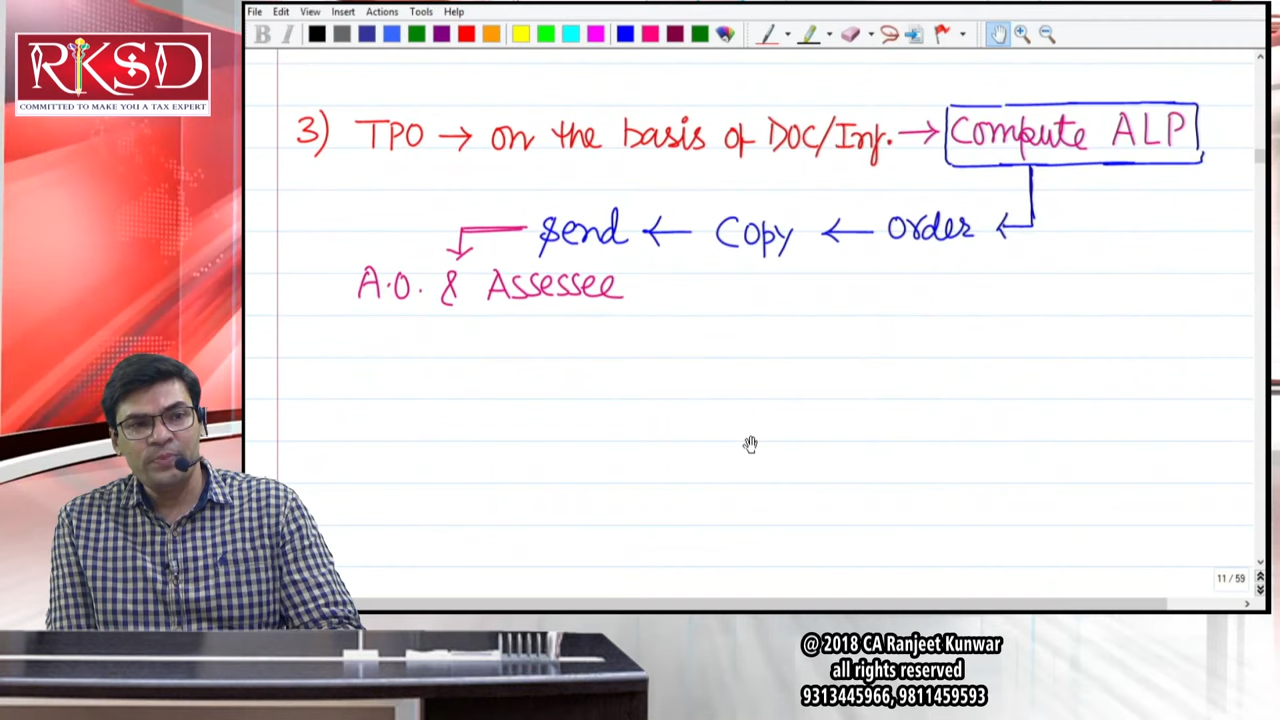 File Edit View Insert Actions Tools Help
B I
RKSD
COMMITTED TO MAKE YOU A TAX EXPERT
3) TPO → on the basis of DOC/Inf. → Compute ALP
Send ← Copy ← Order ←
A.O. & Assessee
11 / 59
@ 2018 CA Ranjeet Kunwar
all rights reserved
9313445966, 9811459593